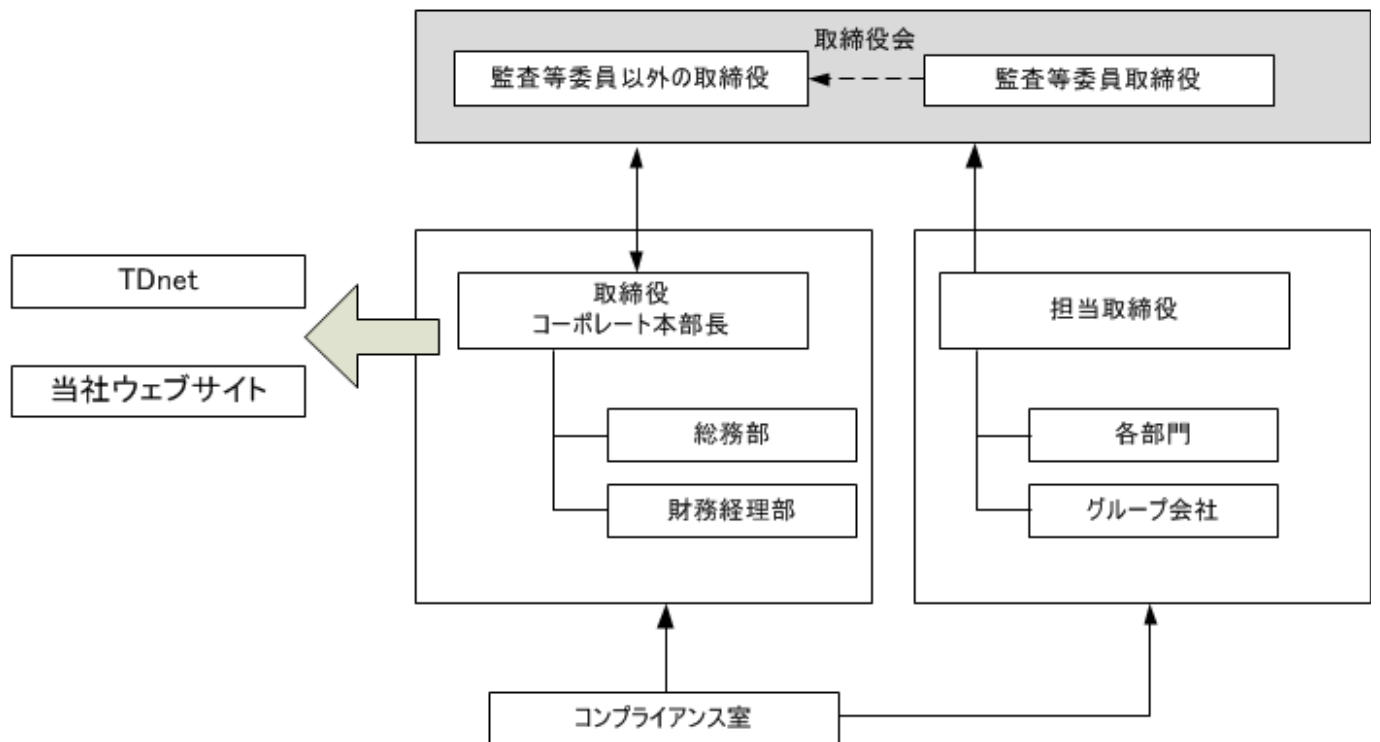 取締役会
監査等委員以外の取締役
監査等委員取締役
TDnet
当社ウェブサイト
取締役
コーポレート本部長
総務部
財務経理部
担当取締役
各部門
グループ会社
コンプライアンス室